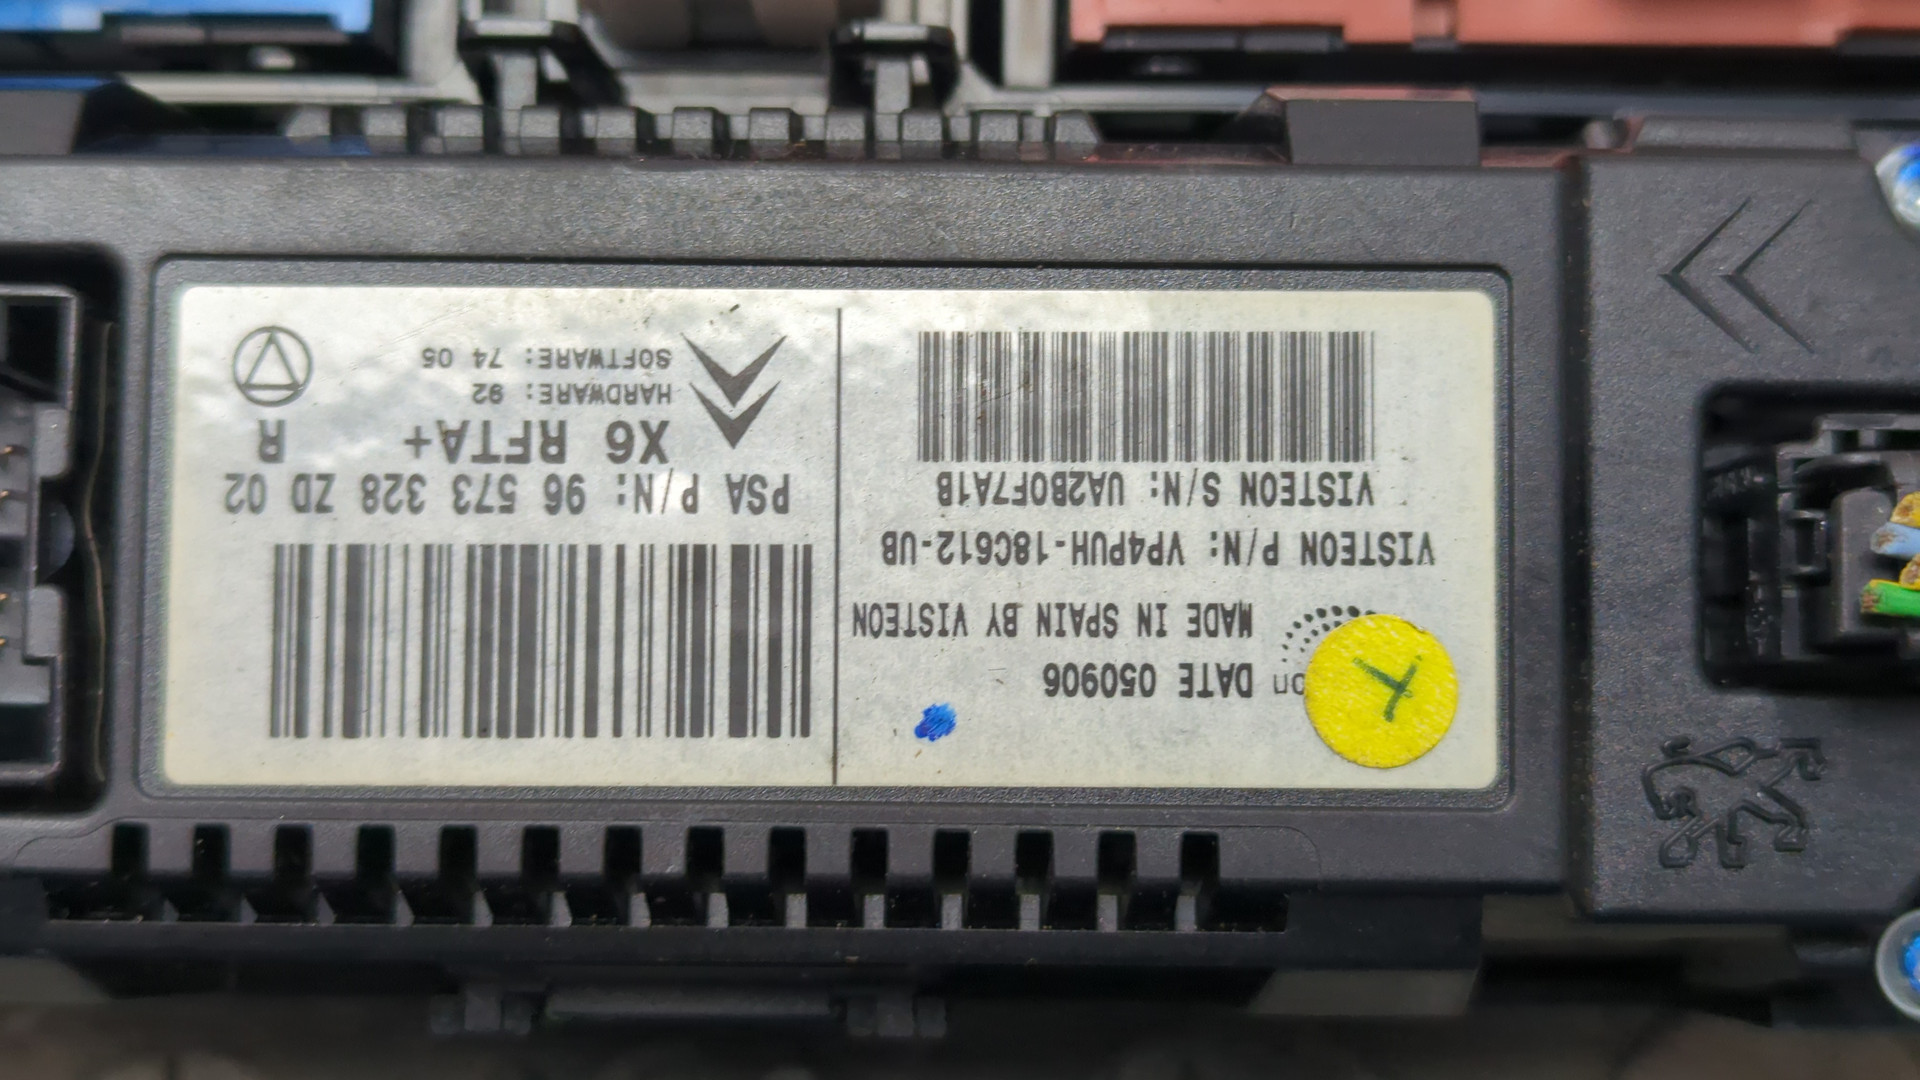 on DATE 050906
MADE IN SPAIN BY VISTEON
VISTEON P/N: VP4PUH-18C612-UB
VISTEON S/N: UA2B0F7A1B
PSA P/N: 96 573 328 ZD 02
X6 RFTA+ R
HARDWARE: 92
SOFTWARE: 74 05